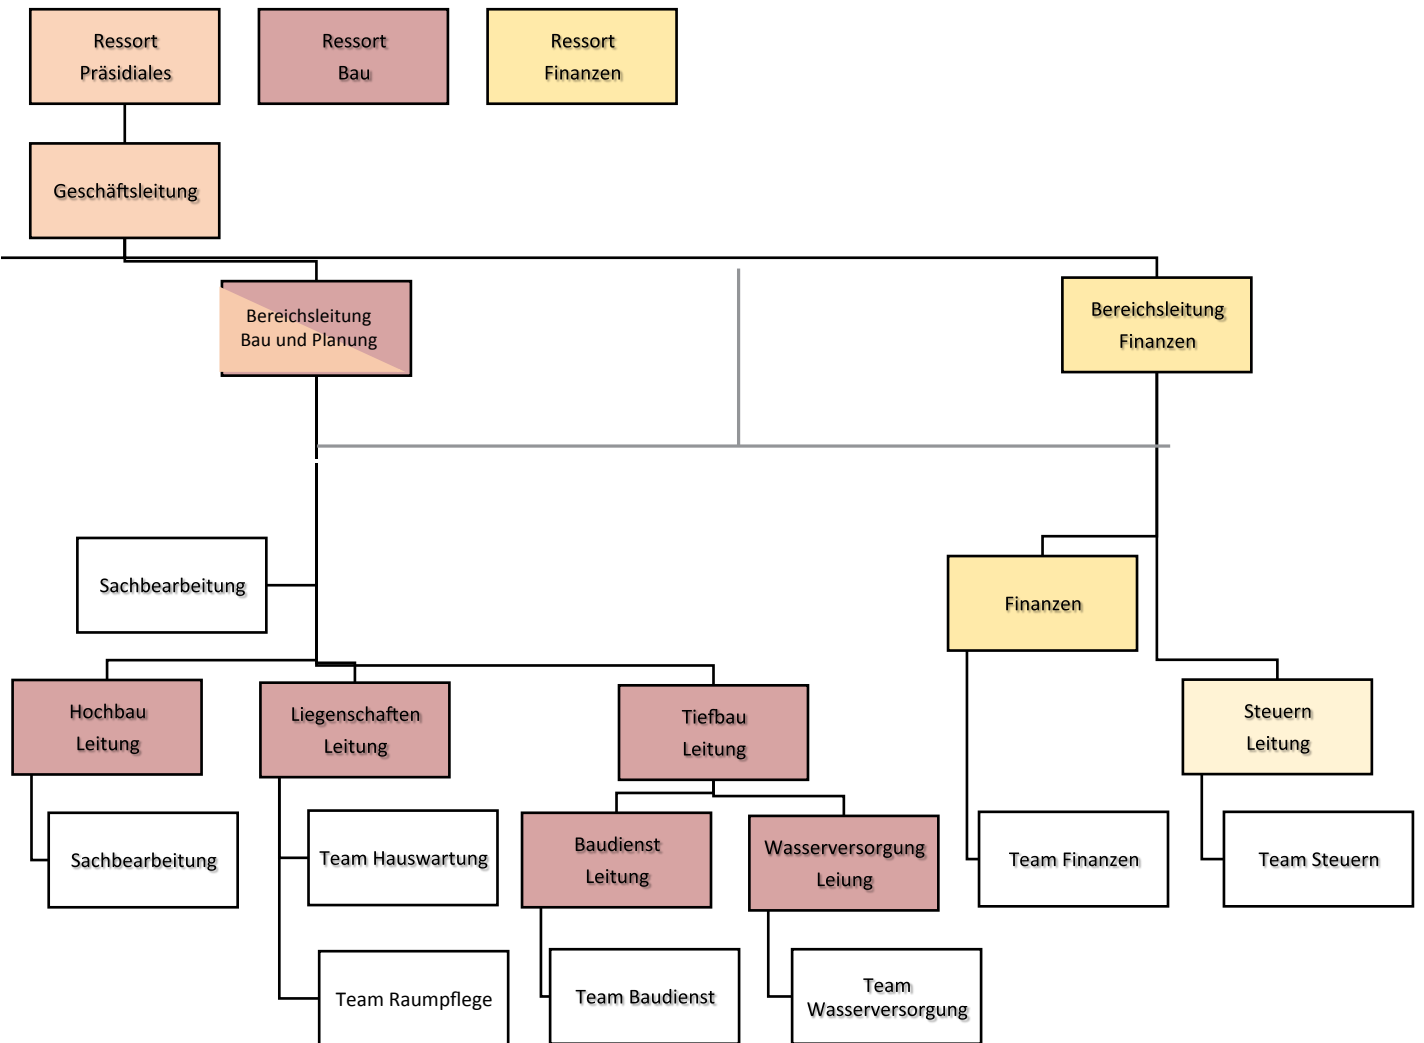 Ressort
Präsidiales
Ressort
Bau
Ressort
Finanzen
Geschäftsleitung
Bereichsleitung
Bau und Planung
Bereichsleitung
Finanzen
Sachbearbeitung
Finanzen
Hochbau
Leitung
Liegenschaften
Leitung
Tiefbau
Leitung
Steuern
Leitung
Sachbearbeitung
Team Hauswartung
Baudienst
Leitung
Wasserversorgung
Leiung
Team Finanzen
Team Steuern
Team Raumpflege
Team Baudienst
Team
Wasserversorgung